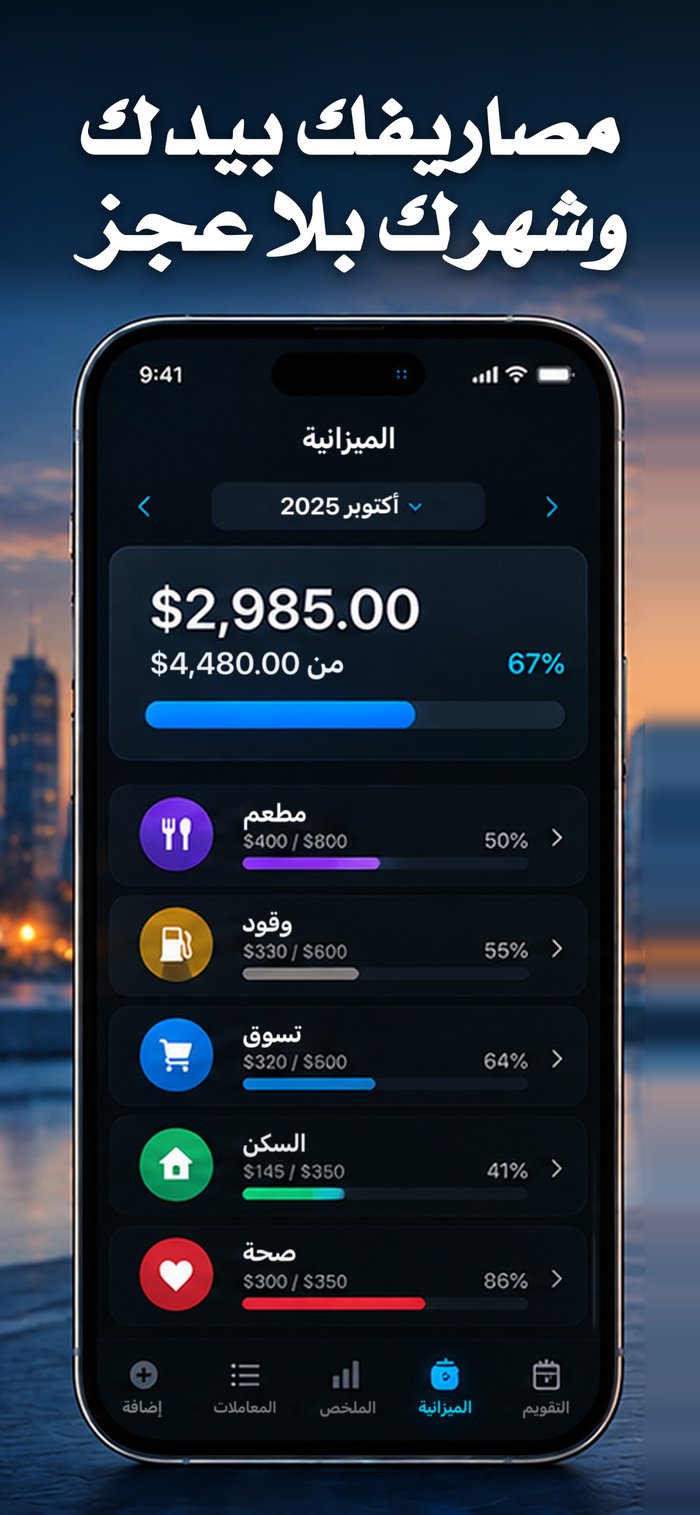 مصاريفك بيدك
وشهرك بلا عجز
9:41
الميزانية
أكتوبر 2025
$2,985.00
من $4,480.00
67%
مطعم
$400 / $800
50%
وقود
$330 / $600
55%
تسوق
$320 / $600
64%
السكن
$145 / $350
41%
صحة
$300 / $350
86%
إضافة
المعاملات
الملخص
الميزانية
التقويم